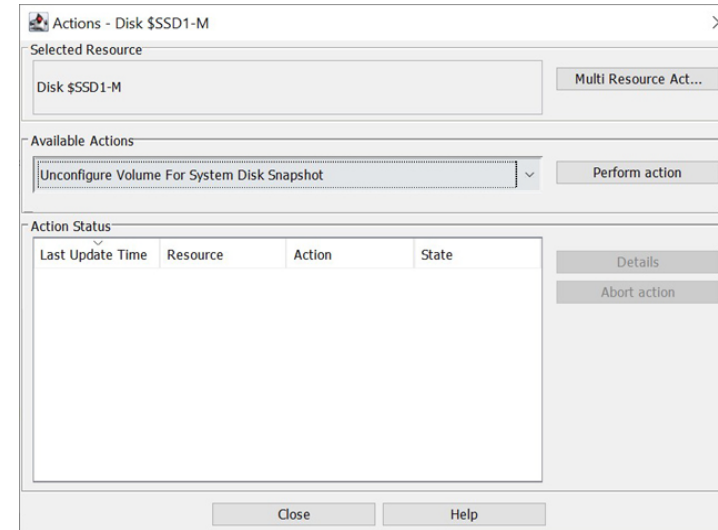 Actions - Disk $SSD1-M
Selected Resource
Disk $SSD1-M
Multi Resource Act...
Available Actions
Unconfigure Volume For System Disk Snapshot
Perform action
Action Status
Last Update Time Resource Action State
Details
Abort action
Close Help